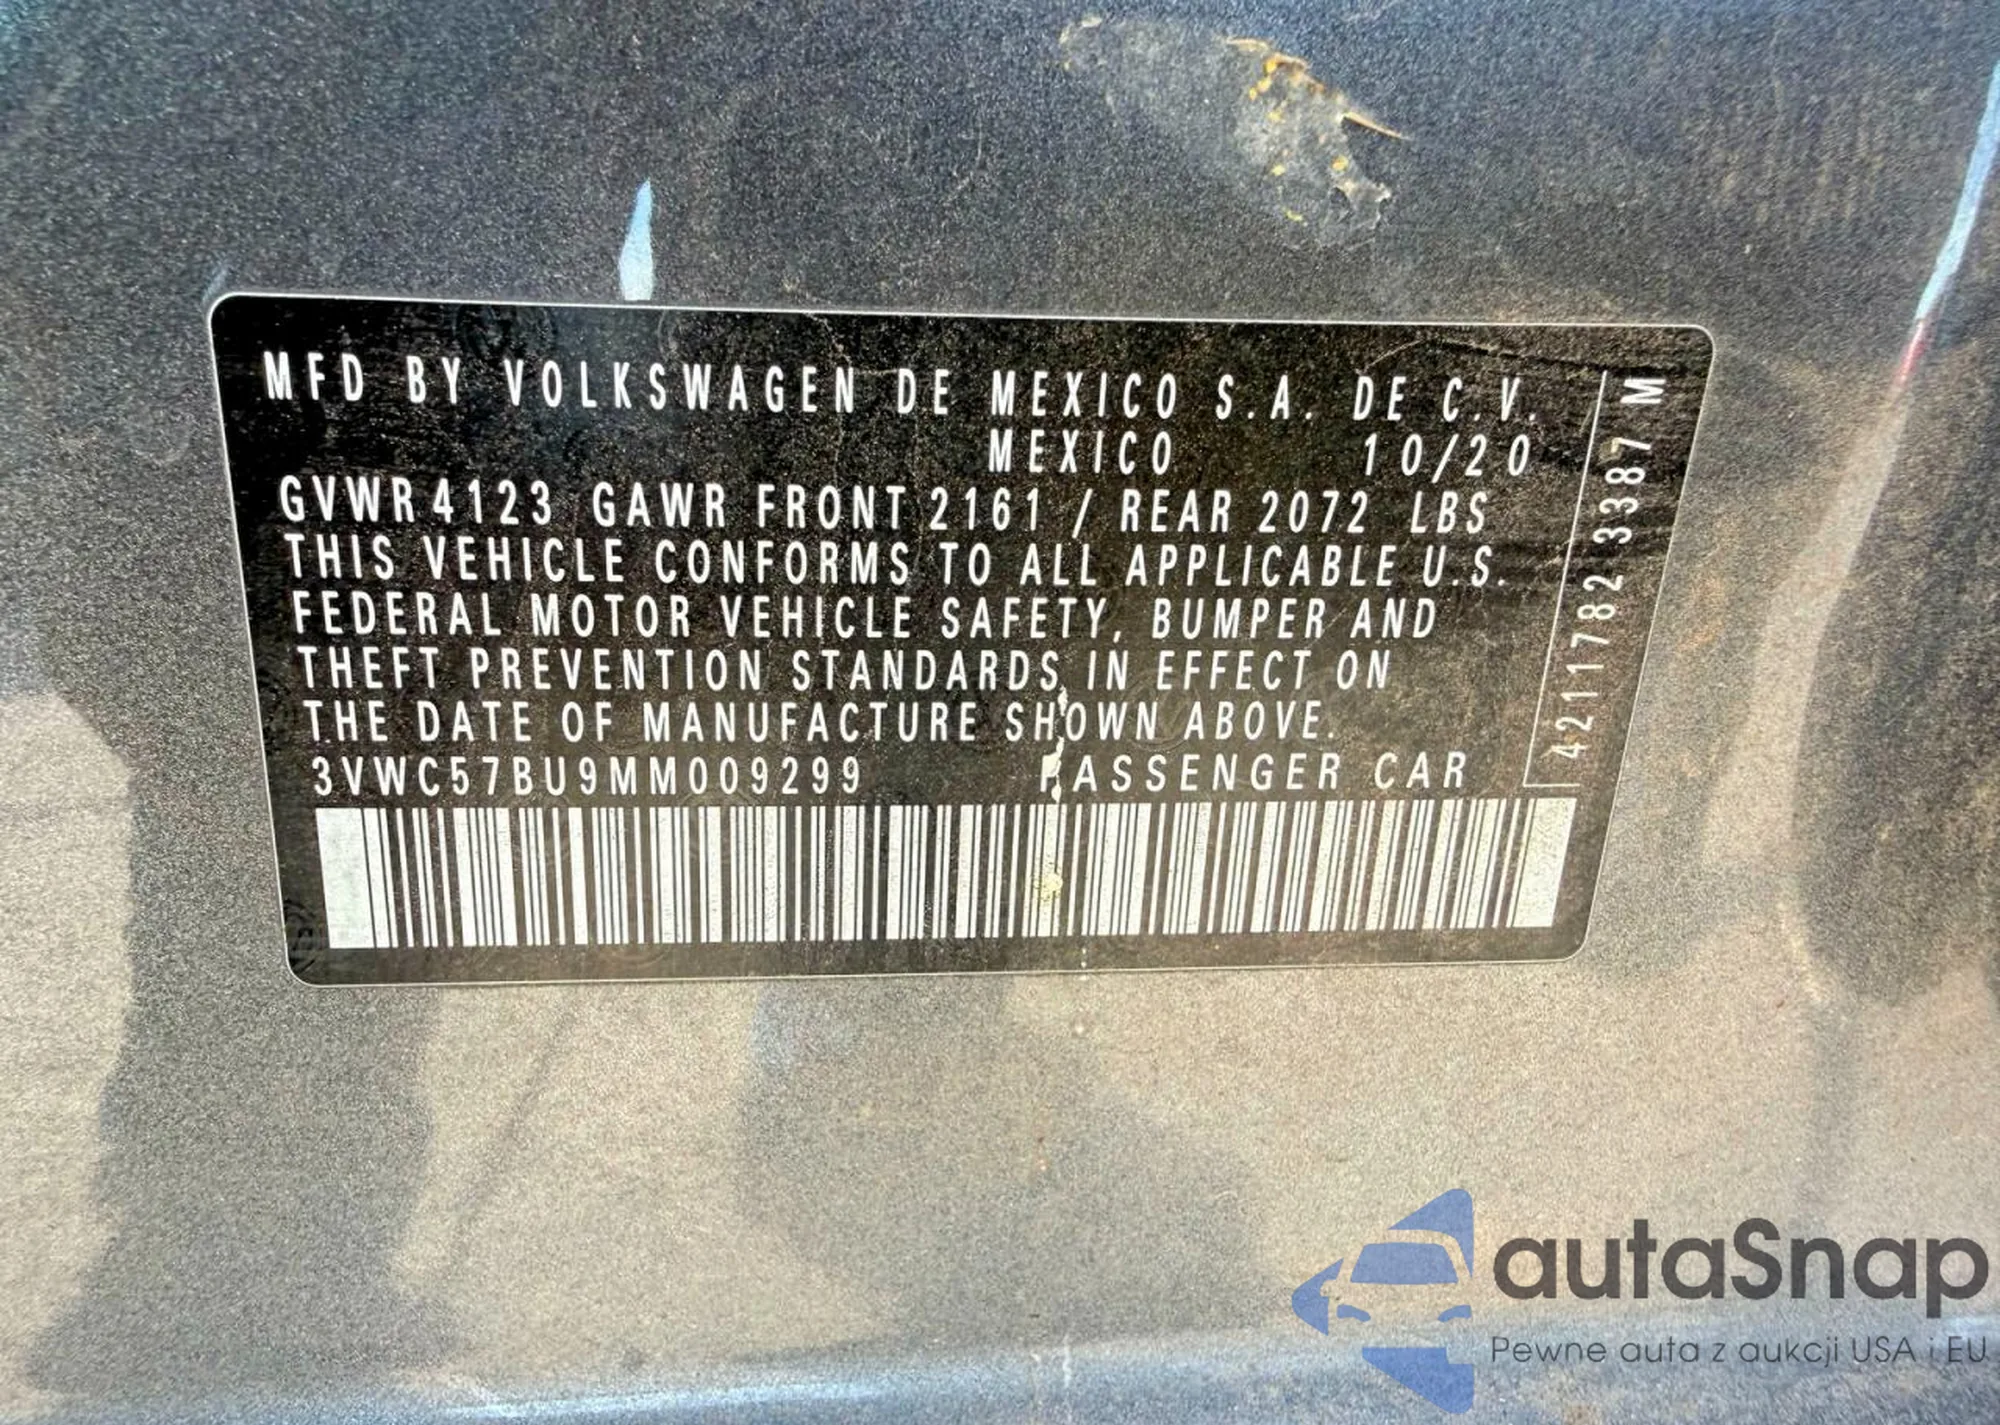 MFD BY VOLKSWAGEN DE MEXICO S.A. DE C.V.
MEXICO 10/20
GVWR 4123 GAWR FRONT 2161 / REAR 2072 LBS
THIS VEHICLE CONFORMS TO ALL APPLICABLE U.S.
FEDERAL MOTOR VEHICLE SAFETY, BUMPER AND
THEFT PREVENTION STANDARDS IN EFFECT ON
THE DATE OF MANUFACTURE SHOWN ABOVE.
3VWC57BU9MM009299 PASSENGER CAR
4211782 3387 M
autaSnap
Pewne auta z aukcji USA i EU